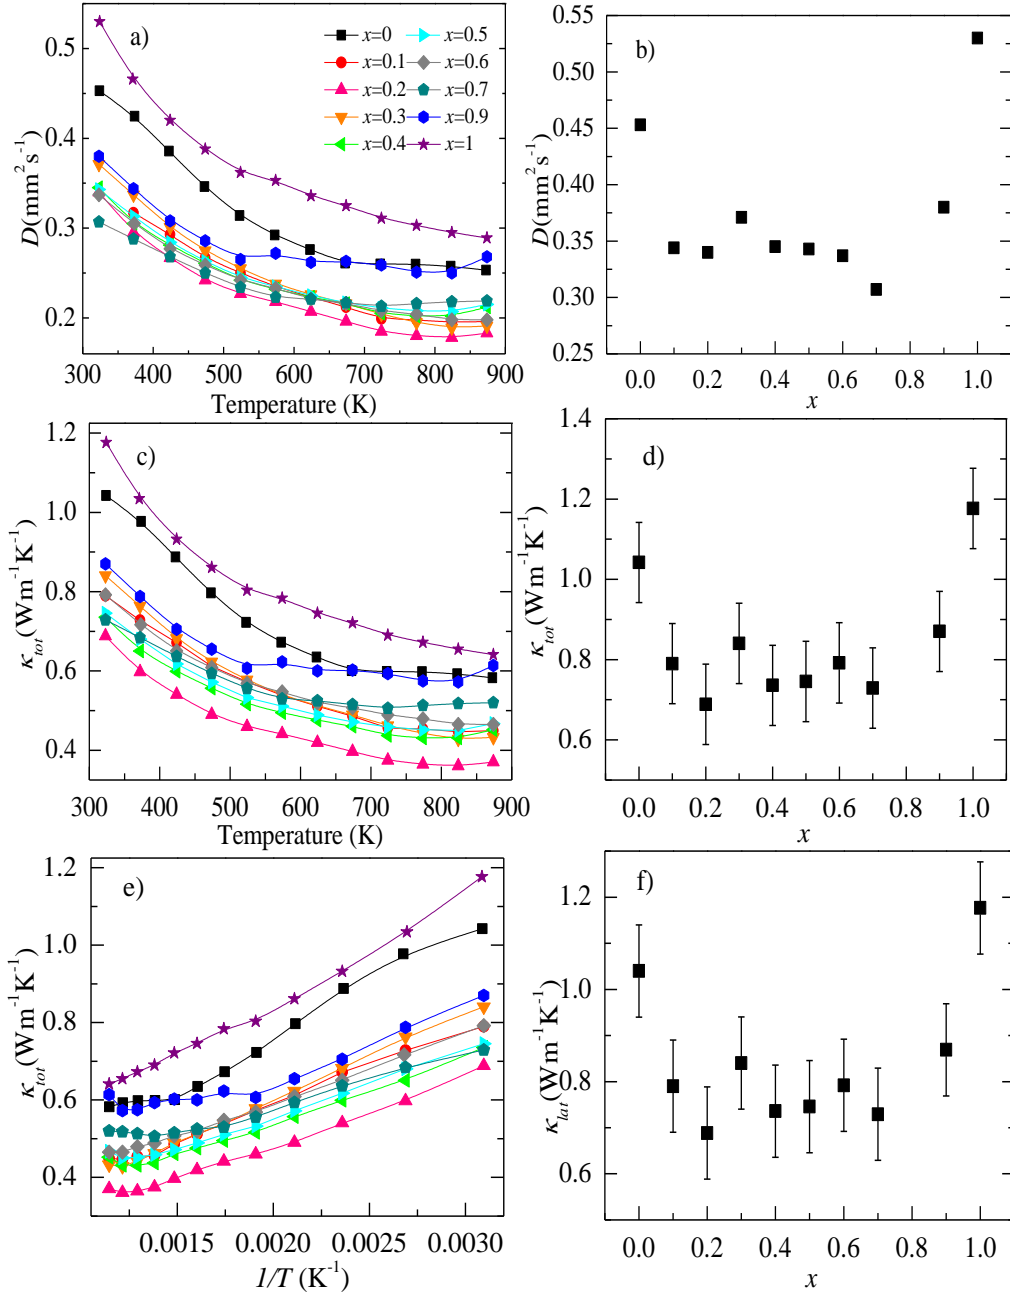 a)
x=0
x=0.1
x=0.2
x=0.3
x=0.4
x=0.5
x=0.6
x=0.7
x=0.9
x=1
0.5
0.4
0.3
0.2
D(mm²s⁻¹)
300 400 500 600 700 800 900
Temperature (K)
b)
0.55
0.50
0.45
0.40
0.35
0.30
0.25
D(mm²s⁻¹)
0.0 0.2 0.4 0.6 0.8 1.0
x
c)
1.2
1.0
0.8
0.6
0.4
κtot(Wm⁻¹K⁻¹)
300 400 500 600 700 800 900
Temperature (K)
d)
1.4
1.2
1.0
0.8
0.6
κtot(Wm⁻¹K⁻¹)
0.0 0.2 0.4 0.6 0.8 1.0
x
e)
1.2
1.0
0.8
0.6
0.4
κtot(Wm⁻¹K⁻¹)
0.0015 0.0020 0.0025 0.0030
1/T (K⁻¹)
f)
1.2
1.0
0.8
0.6
κlat(Wm⁻¹K⁻¹)
0.0 0.2 0.4 0.6 0.8 1.0
x